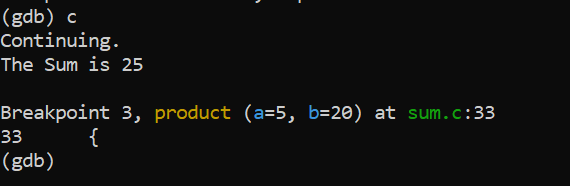 (gdb) c
Continuing.
The Sum is 25
Breakpoint 3, product (a=5, b=20) at sum.c:33
33 {
(gdb)